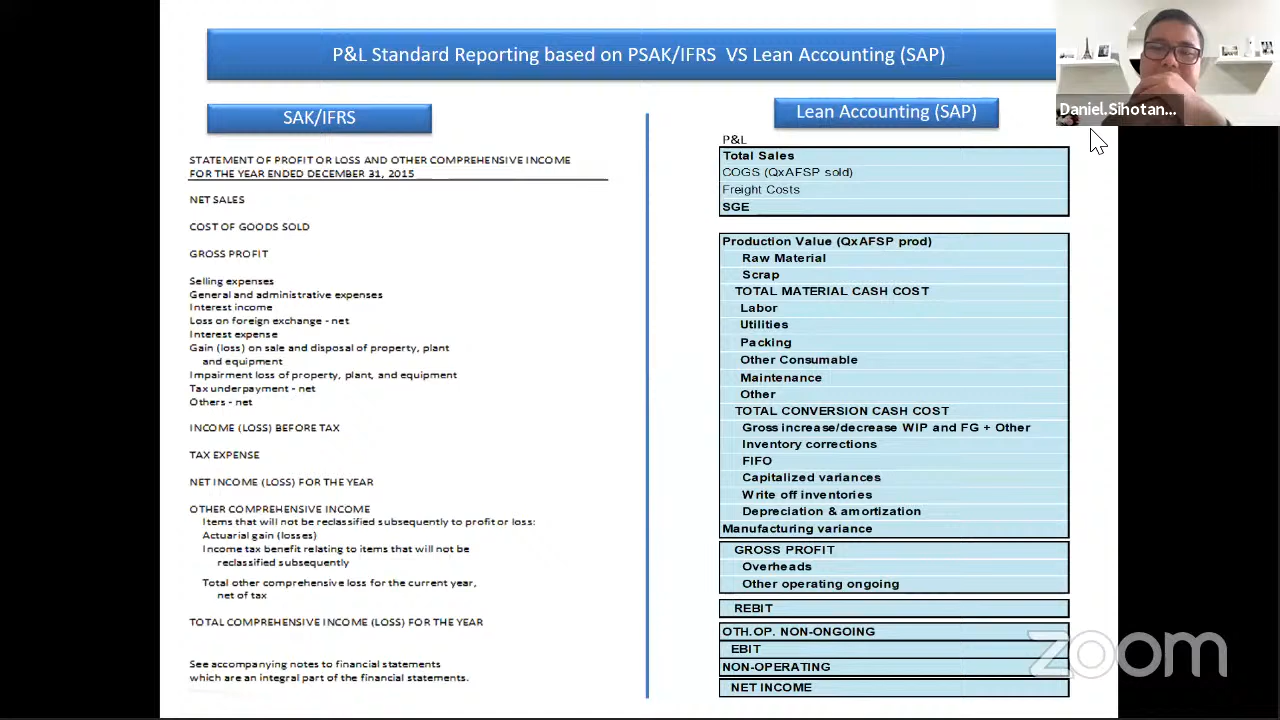 P&L Standard Reporting based on PSAK/IFRS VS Lean Accounting (SAP)
Daniel.Sihotan...
SAK/IFRS
STATEMENT OF PROFIT OR LOSS AND OTHER COMPREHENSIVE INCOME
FOR THE YEAR ENDED DECEMBER 31, 2015
NET SALES
COST OF GOODS SOLD
GROSS PROFIT
Selling expenses
General and administrative expenses
Interest income
Loss on foreign exchange - net
Interest expense
Gain (loss) on sale and disposal of property, plant
and equipment
Impairment loss of property, plant, and equipment
Tax underpayment - net
Others - net
INCOME (LOSS) BEFORE TAX
TAX EXPENSE
NET INCOME (LOSS) FOR THE YEAR
OTHER COMPREHENSIVE INCOME
Items that will not be reclassified subsequently to profit or loss:
Actuarial gain (losses)
Income tax benefit relating to items that will not be
reclassified subsequently
Total other comprehensive loss for the current year,
net of tax
TOTAL COMPREHENSIVE INCOME (LOSS) FOR THE YEAR
See accompanying notes to financial statements
which are an integral part of the financial statements.
Lean Accounting (SAP)
P&L
Total Sales
COGS (QxAFSP sold)
Freight Costs
SGE
Production Value (QxAFSP prod)
Raw Material
Scrap
TOTAL MATERIAL CASH COST
Labor
Utilities
Packing
Other Consumable
Maintenance
Other
TOTAL CONVERSION CASH COST
Gross increase/decrease WIP and FG + Other
Inventory corrections
FIFO
Capitalized variances
Write off inventories
Depreciation & amortization
Manufacturing variance
GROSS PROFIT
Overheads
Other operating ongoing
REBIT
OTH.OP. NON-ONGOING
EBIT
NON-OPERATING
NET INCOME
zoom